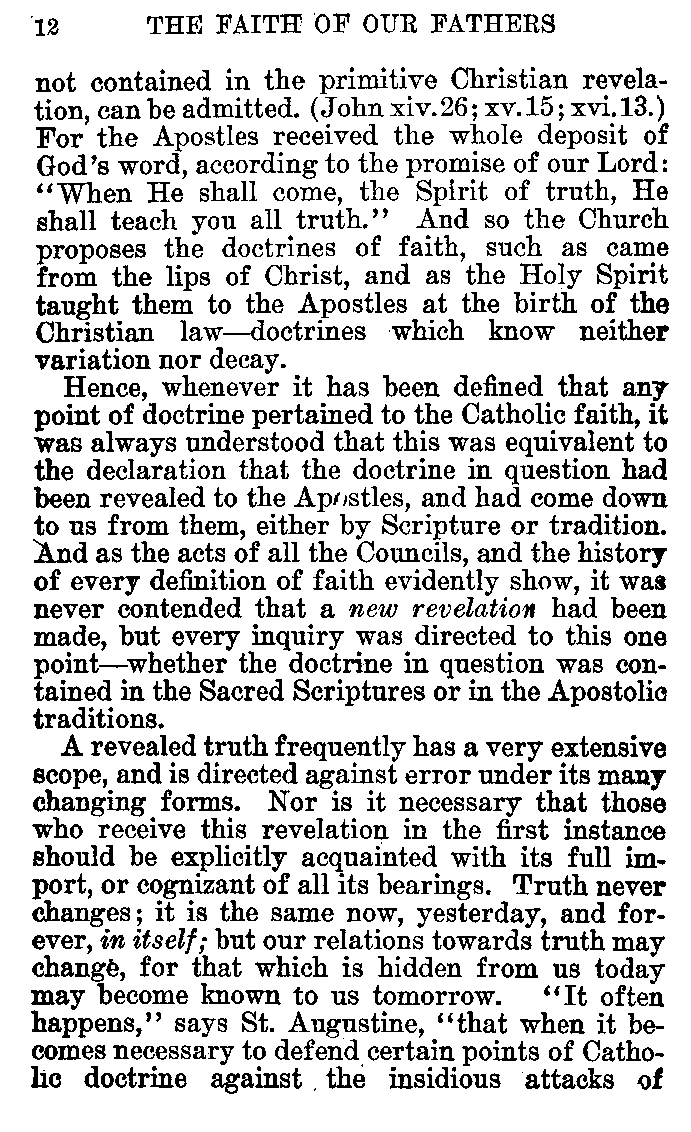 12 THE FAITH OF OUR FATHERS
not contained in the primitive Christian revela-
tion, can be admitted. (John xiv. 26; xv. 15; xvi. 13.)
For the Apostles received the whole deposit of
God's word, according to the promise of our Lord:
"When He shall come, the Spirit of truth, He
shall teach you all truth." And so the Church
proposes the doctrines of faith, such as came
from the lips of Christ, and as the Holy Spirit
taught them to the Apostles at the birth of the
Christian law—doctrines which know neither
variation nor decay.
Hence, whenever it has been defined that any
point of doctrine pertained to the Catholic faith, it
was always understood that this was equivalent to
the declaration that the doctrine in question had
been revealed to the Apostles, and had come down
to us from them, either by Scripture or tradition.
And as the acts of all the Councils, and the history
of every definition of faith evidently show, it was
never contended that a new revelation had been
made, but every inquiry was directed to this one
point—whether the doctrine in question was con-
tained in the Sacred Scriptures or in the Apostolic
traditions.
A revealed truth frequently has a very extensive
scope, and is directed against error under its many
changing forms. Nor is it necessary that those
who receive this revelation in the first instance
should be explicitly acquainted with its full im-
port, or cognizant of all its bearings. Truth never
changes; it is the same now, yesterday, and for-
ever, in itself; but our relations towards truth may
change, for that which is hidden from us today
may become known to us tomorrow. "It often
happens," says St. Augustine, "that when it be-
comes necessary to defend certain points of Catho-
lic doctrine against the insidious attacks of